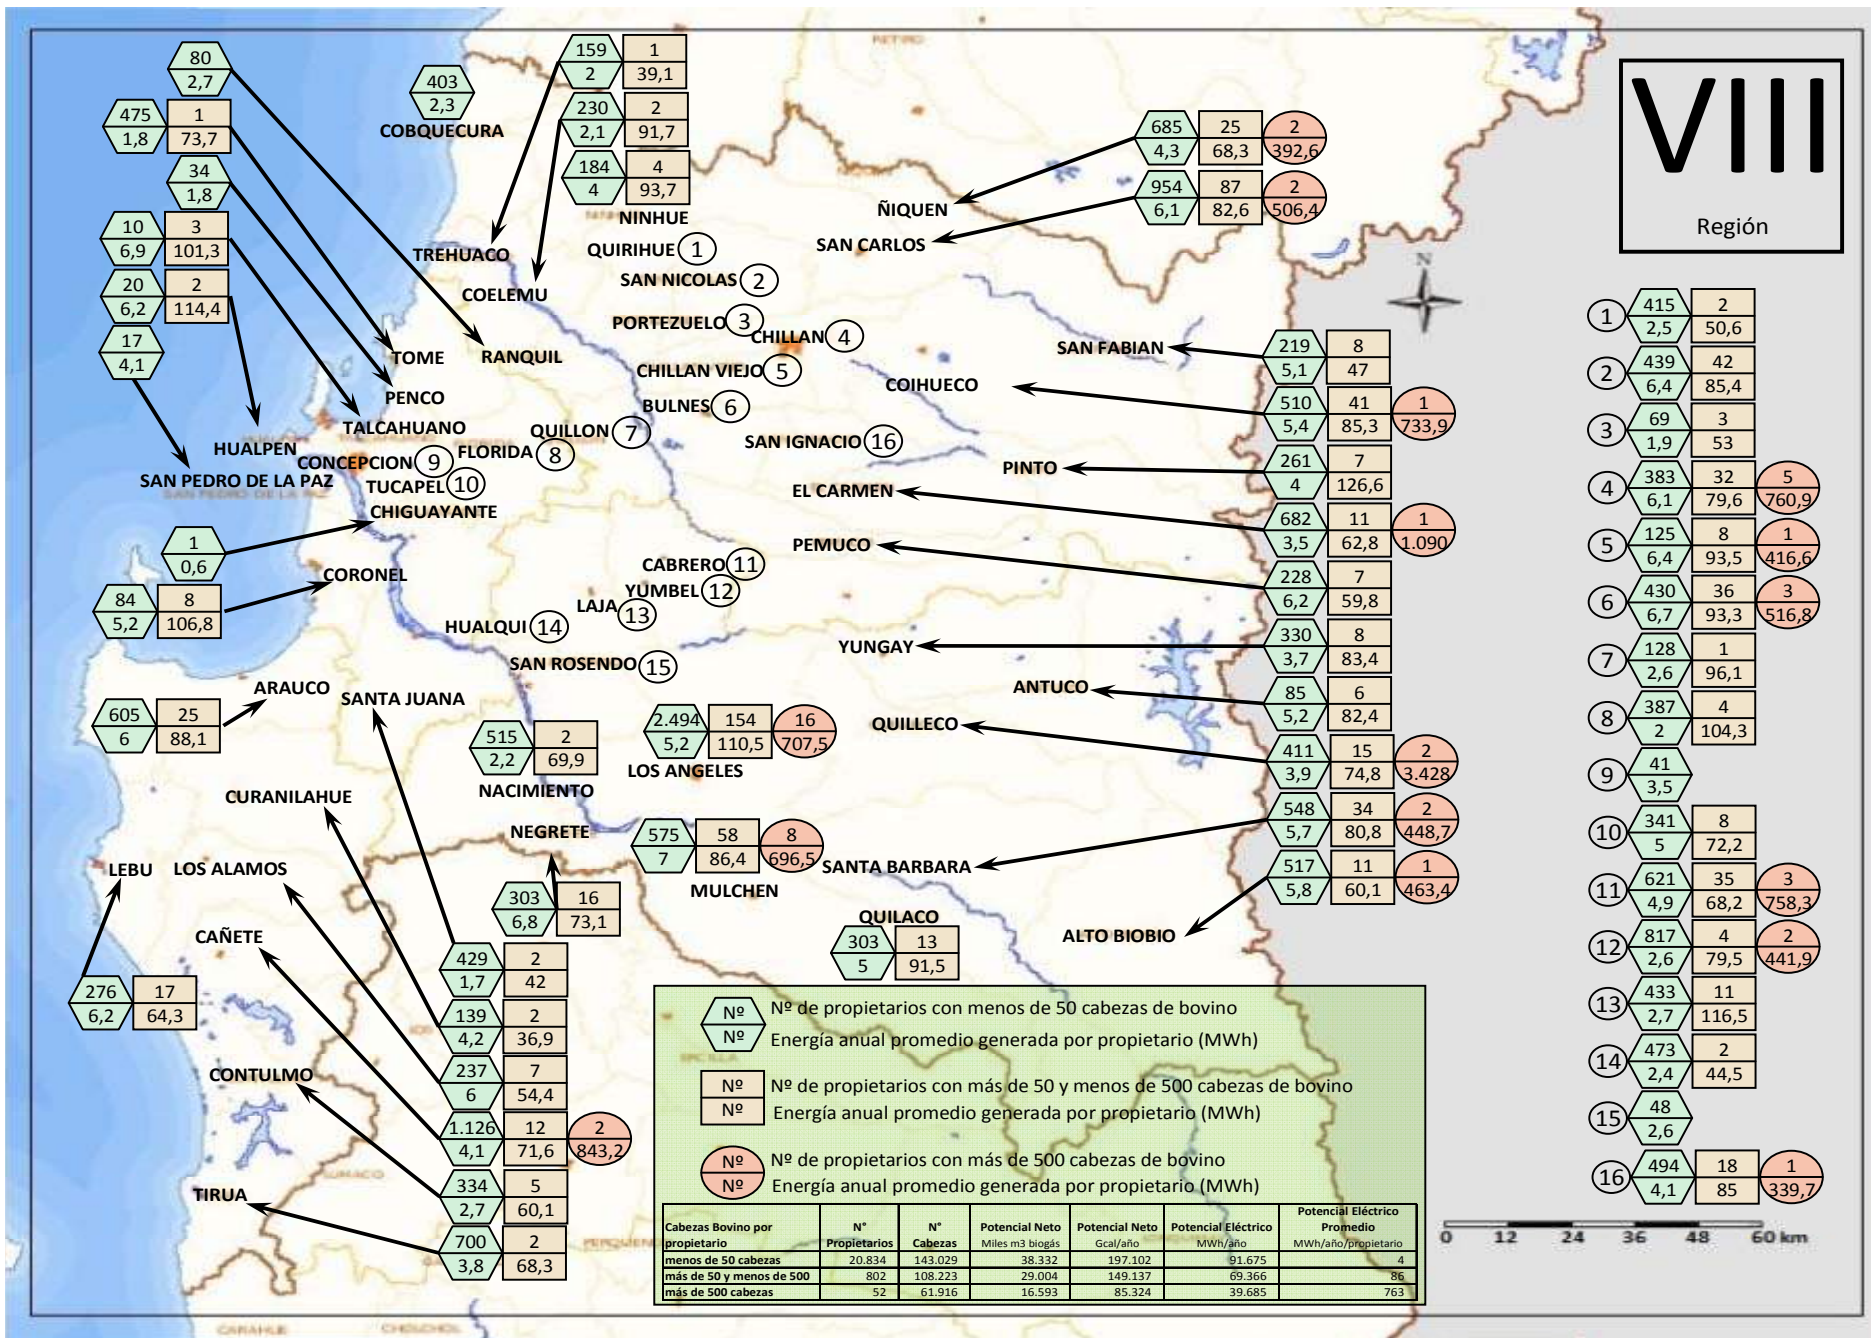 VIII
Región
80
2,7
475 1
1,8 73,7
34
1,8
10 3
6,9 101,3
20 2
6,2 114,4
17
4,1
403
2,3
COBQUECURA
159 1
2 39,1
230 2
2,1 91,7
184 4
4 93,7
NINHUE
685 25 2
4,3 68,3 392,6
954 87 2
6,1 82,6 506,4
ÑIQUEN
SAN CARLOS
TREHUACO
COELEMU
QUIRIHUE 1
SAN NICOLAS 2
PORTEZUELO 3
CHILLAN 4
CHILLAN VIEJO 5
BULNES 6
QUILLON 7
FLORIDA 8
CONCEPCION 9
TUCAPEL 10
SAN IGNACIO 16
TOME
RANQUIL
PENCO
TALCAHUANO
HUALPEN
SAN PEDRO DE LA PAZ
CHIGUAYANTE
1
0,6
CORONEL
84 8
5,2 106,8
CABRERO 11
YUMBEL 12
LAJA 13
HUALQUI 14
SAN ROSENDO 15
SAN FABIAN
219 8
5,1 47
COIHUECO
510 41 1
5,4 85,3 733,9
PINTO
261 7
4 126,6
EL CARMEN
682 11 1
3,5 62,8 1.090
PEMUCO
228 7
6,2 59,8
YUNGAY
330 8
3,7 83,4
ANTUCO
85 6
5,2 82,4
QUILLECO
411 15 2
3,9 74,8 3.428
548 34 2
5,7 80,8 448,7
SANTA BARBARA
517 11 1
5,8 60,1 463,4
ALTO BIOBIO
ARAUCO
605 25
6 88,1
SANTA JUANA
515 2
2,2 69,9
NACIMIENTO
2.494 154 16
5,2 110,5 707,5
LOS ANGELES
CURANILAHUE
NEGRETE
575 58 8
7 86,4 696,5
MULCHEN
LEBU
LOS ALAMOS
303 16
6,8 73,1
QUILACO
303 13
5 91,5
CAÑETE
276 17
6,2 64,3
429 2
1,7 42
139 2
4,2 36,9
237 7
6 54,4
CONTULMO
1.126 12 2
4,1 71,6 843,2
334 5
2,7 60,1
TIRUA
700 2
3,8 68,3
N
1 415 2
2,5 50,6
2 439 42
6,4 85,4
3 69 3
1,9 53
4 383 32 5
6,1 79,6 760,9
5 125 8 1
6,4 93,5 416,6
6 430 36 3
6,7 93,3 516,8
7 128 1
2,6 96,1
8 387 4
2 104,3
9 41
3,5
10 341 8
5 72,2
11 621 35 3
4,9 68,2 758,3
12 817 4 2
2,6 79,5 441,9
13 433 11
2,7 116,5
14 473 2
2,4 44,5
15 48
2,6
16 494 18 1
4,1 85 339,7
0 12 24 36 48 60 km
Nº Nº de propietarios con menos de 50 cabezas de bovino
Nº Energía anual promedio generada por propietario (MWh)
Nº Nº de propietarios con más de 50 y menos de 500 cabezas de bovino
Nº Energía anual promedio generada por propietario (MWh)
Nº Nº de propietarios con más de 500 cabezas de bovino
Nº Energía anual promedio generada por propietario (MWh)
Cabezas Bovino por propietario N° Propietarios N° Cabezas Potencial Neto Miles m3 biogás Potencial Neto Gcal/año Potencial Eléctrico MWh/año Potencial Eléctrico Promedio MWh/año/propietario
menos de 50 cabezas 20.834 143.029 38.332 197.102 91.675 4
más de 50 y menos de 500 802 108.223 29.004 149.137 69.366 86
más de 500 cabezas 52 61.916 16.593 85.324 39.685 763